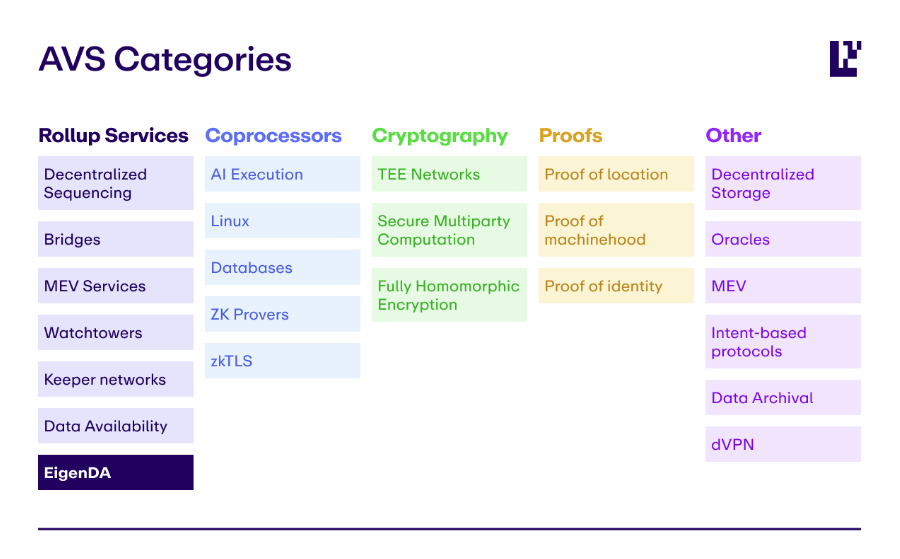 AVS Categories
Rollup Services
Decentralized
Sequencing
Bridges
MEV Services
Watchtowers
Keeper networks
Data Availability
EigenDA
Coprocessors
AI Execution
Linux
Databases
ZK Provers
zkTLS
Cryptography
TEE Networks
Secure Multiparty
Computation
Fully Homomorphic
Encryption
Proofs
Proof of location
Proof of
machinehood
Proof of identity
Other
Decentralized
Storage
Oracles
MEV
Intent-based
protocols
Data Archival
dVPN